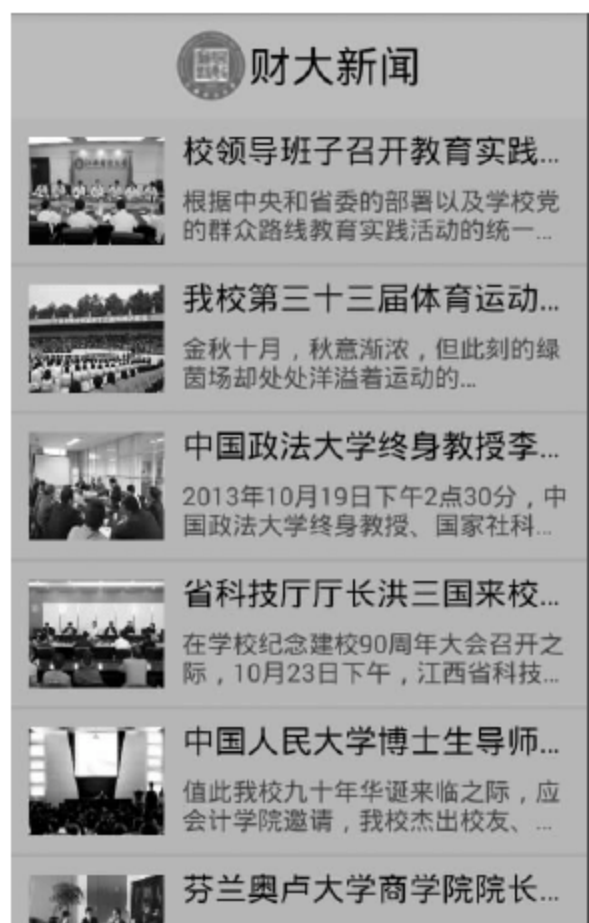 财大新闻
校领导班子召开教育实践...
根据中央和省委的部署以及学校党
的群众路线教育实践活动的统一...
我校第三十三届体育运动...
金秋十月，秋意渐浓，但此刻的绿
茵场却处处洋溢着运动的...
中国政法大学终身教授李...
2013年10月19日下午2点30分，中
国政法大学终身教授、国家社科...
省科技厅厅长洪三国来校...
在学校纪念建校90周年大会召开之
际，10月23日下午，江西省科技...
中国人民大学博士生导师...
值此我校九十年华诞来临之际，应
会计学院邀请，我校杰出校友、...
芬兰奥卢大学商学院院长...